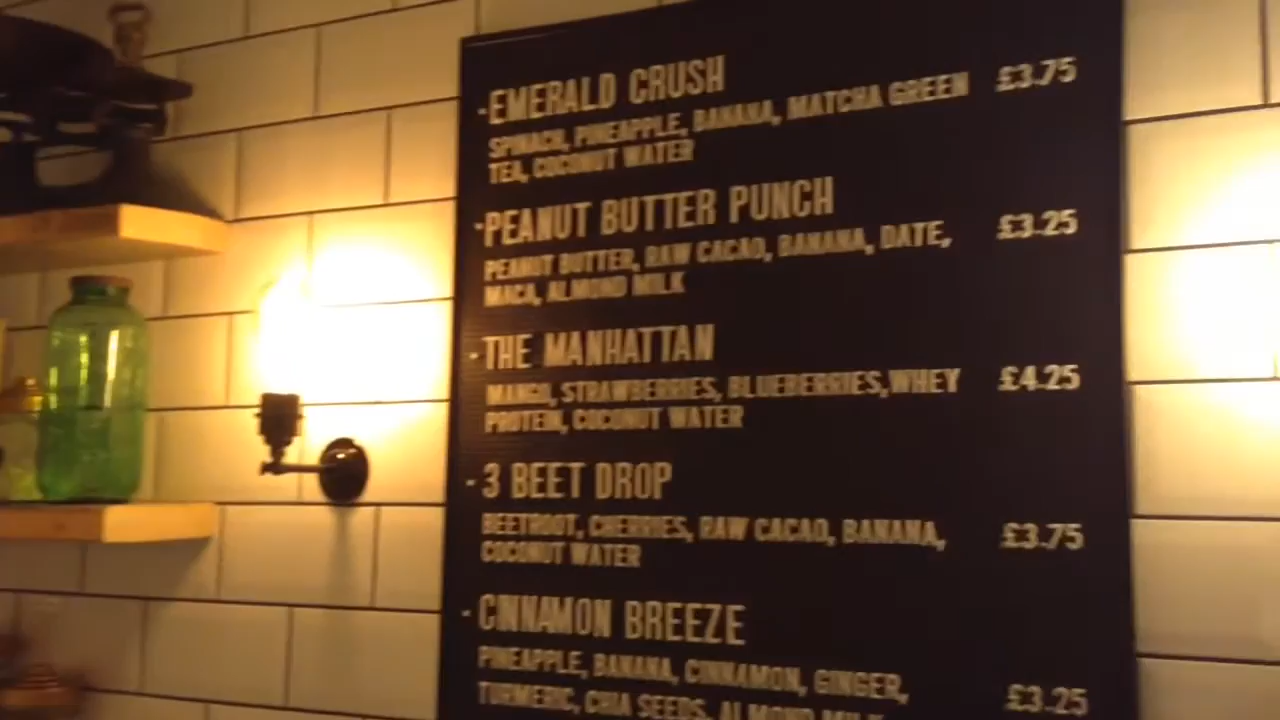 ·EMERALD CRUSH
£3.75
SPINACH, PINEAPPLE, BANANA, MATCHA GREEN
TEA, COCONUT WATER
·PEANUT BUTTER PUNCH
£3.25
PEANUT BUTTER, RAW CACAO, BANANA, DATE,
MACA, ALMOND MILK
·THE MANHATTAN
£4.25
MANGO, STRAWBERRIES, BLUEBERRIES,WHEY
PROTEIN, COCONUT WATER
·3 BEET DROP
£3.75
BEETROOT, CHERRIES, RAW CACAO, BANANA,
COCONUT WATER
·CNNAMON BREEZE
PINEAPPLE, BANANA, CINNAMON, GINGER,
£3.25
TURMERIC, CHIA SEEDS, ALMOND MILK